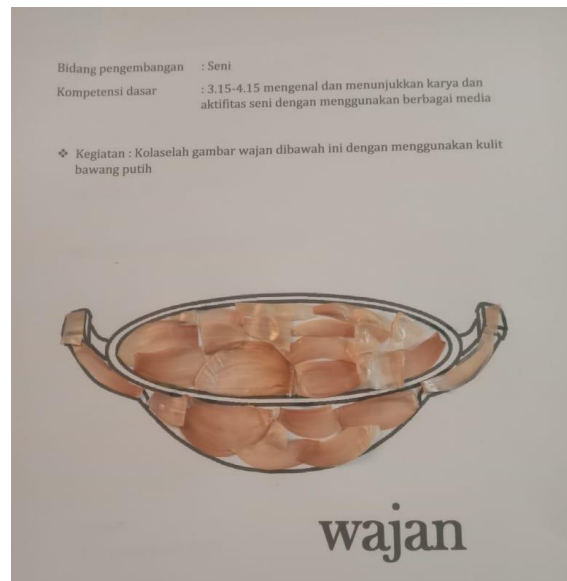 Bidang pengembangan : Seni
Kompetensi dasar : 3.15-4.15 mengenal dan menunjukkan karya dan
aktifitas seni dengan menggunakan berbagai media
❖ Kegiatan : Kolaselah gambar wajan dibawah ini dengan menggunakan kulit
bawang putih
wajan